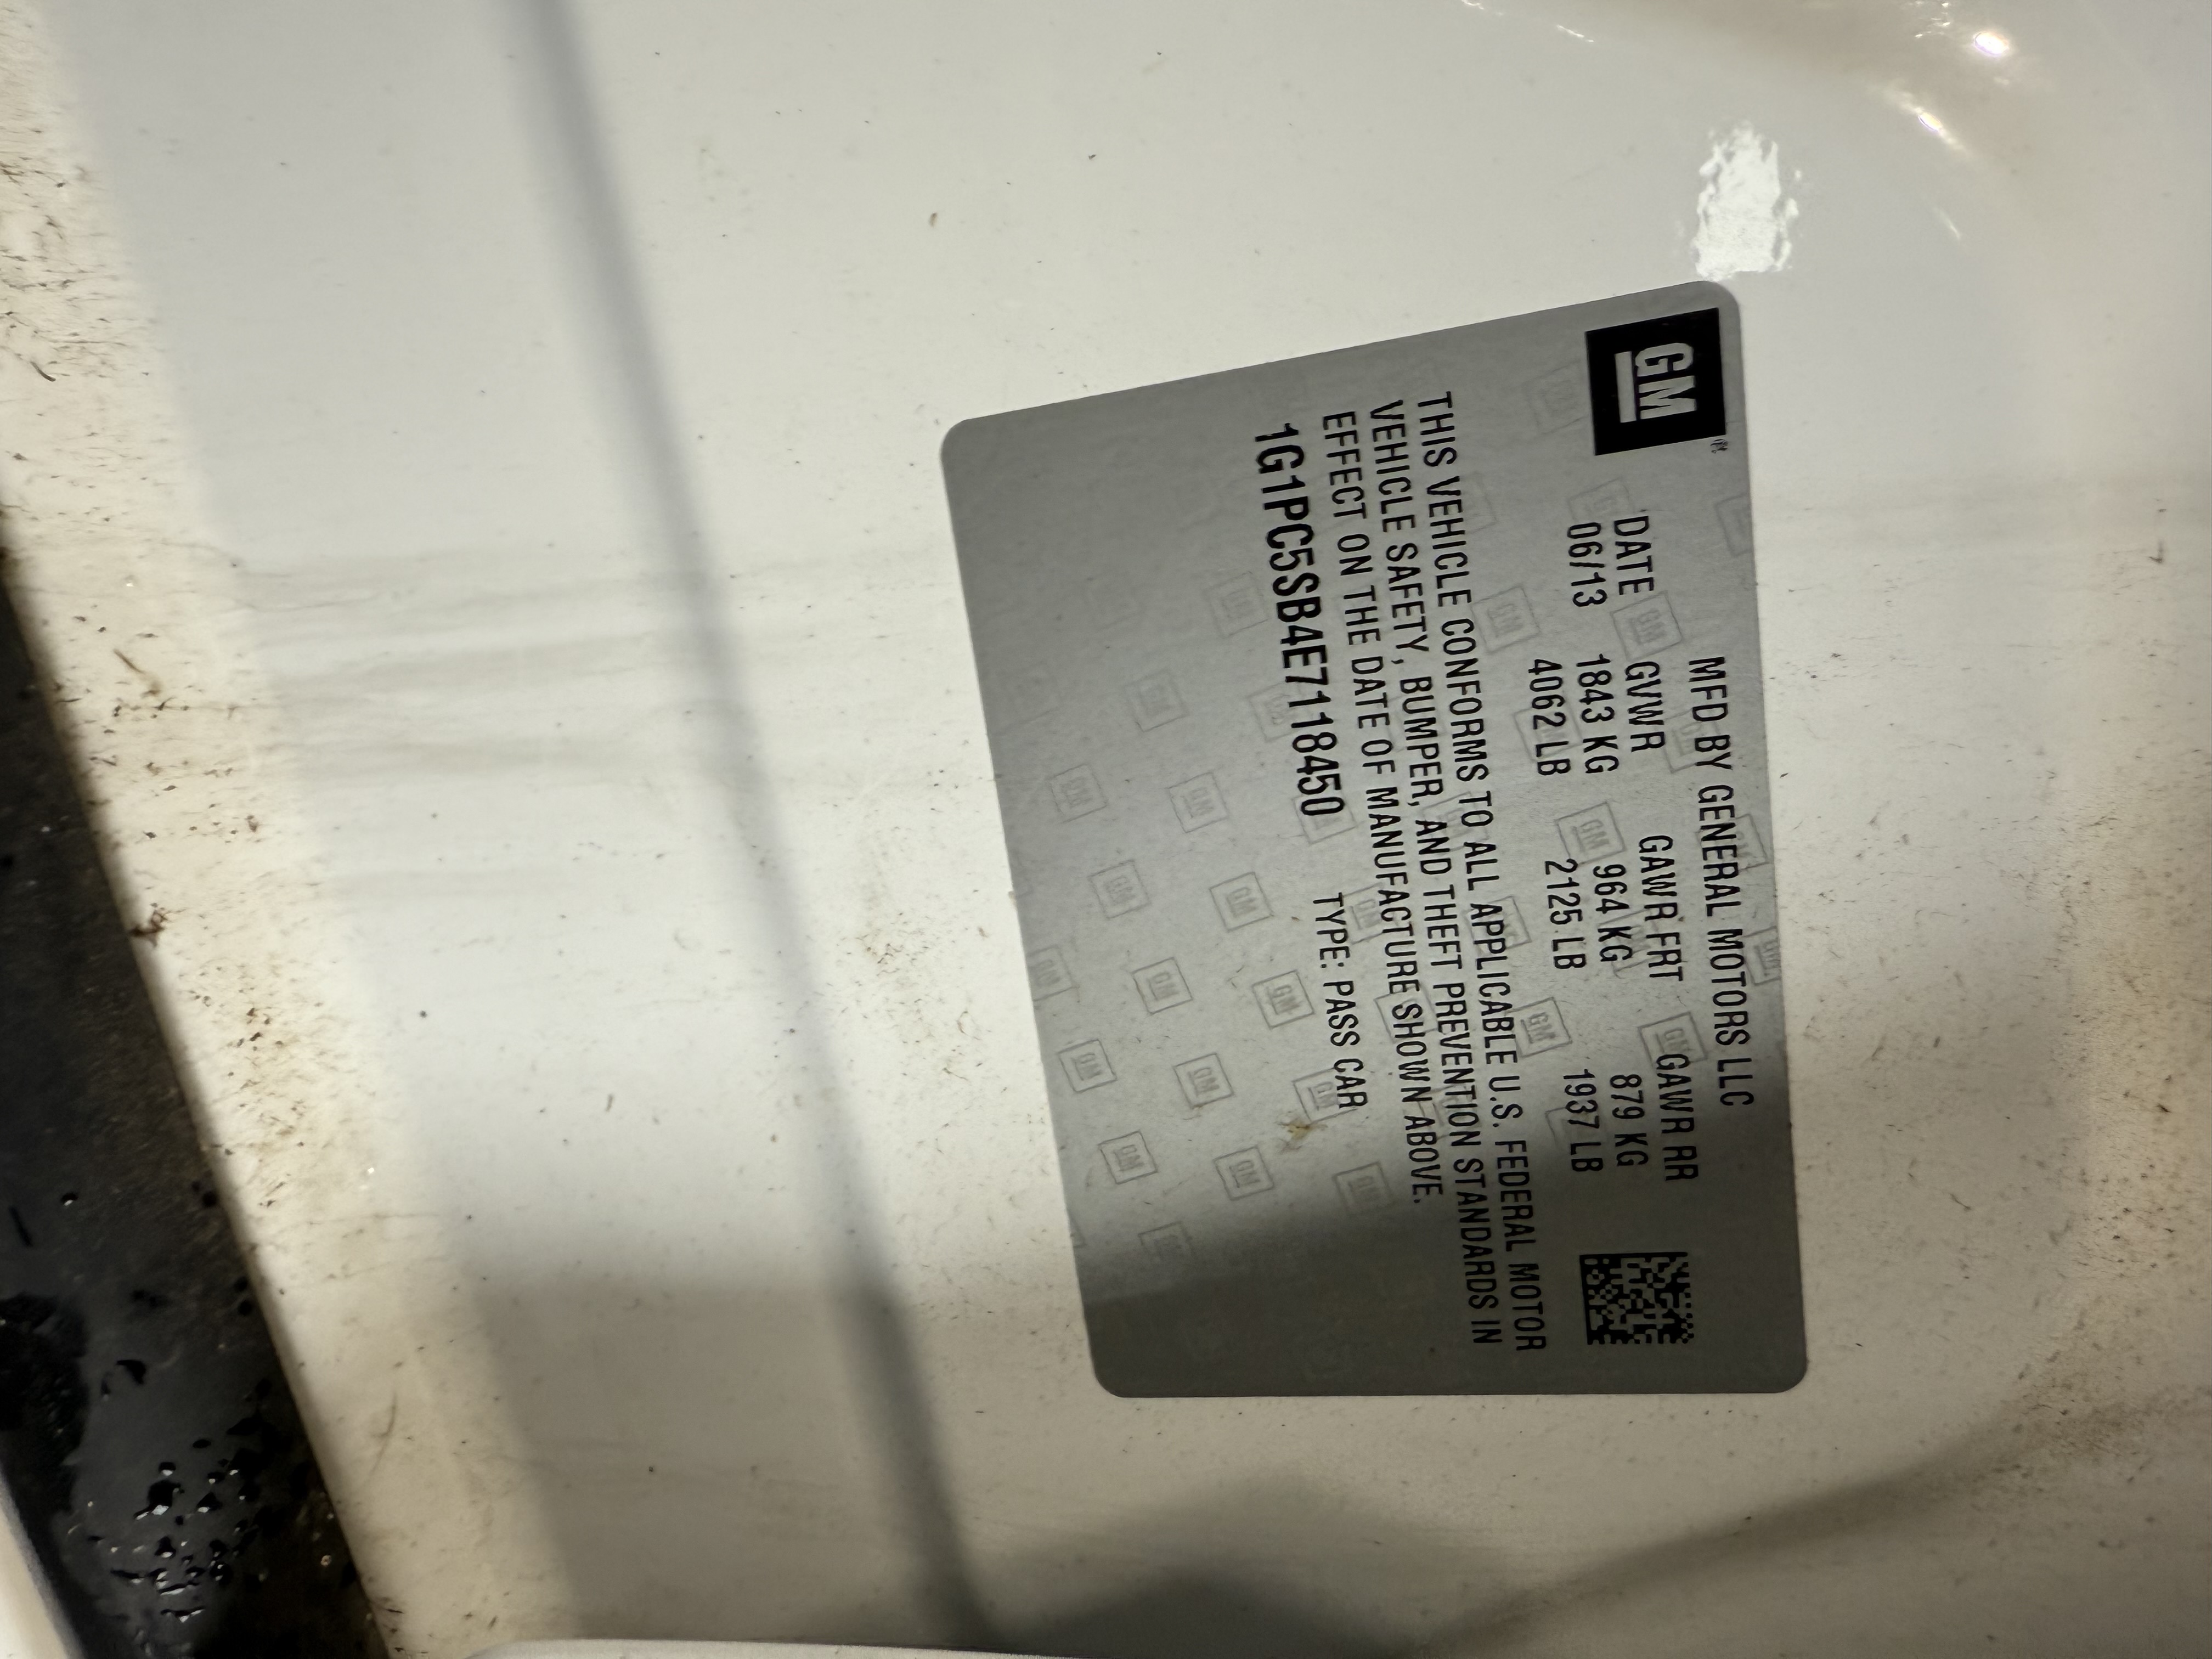 GM
MFD BY GENERAL MOTORS LLC
DATE GVWR GAWR FRT GAWR RR
06/13 1843 KG 964 KG 879 KG
4062 LB 2125 LB 1937 LB
THIS VEHICLE CONFORMS TO ALL APPLICABLE U.S. FEDERAL MOTOR
VEHICLE SAFETY, BUMPER, AND THEFT PREVENTION STANDARDS IN
EFFECT ON THE DATE OF MANUFACTURE SHOWN ABOVE.
1G1PC5SB4E7118450 TYPE: PASS CAR